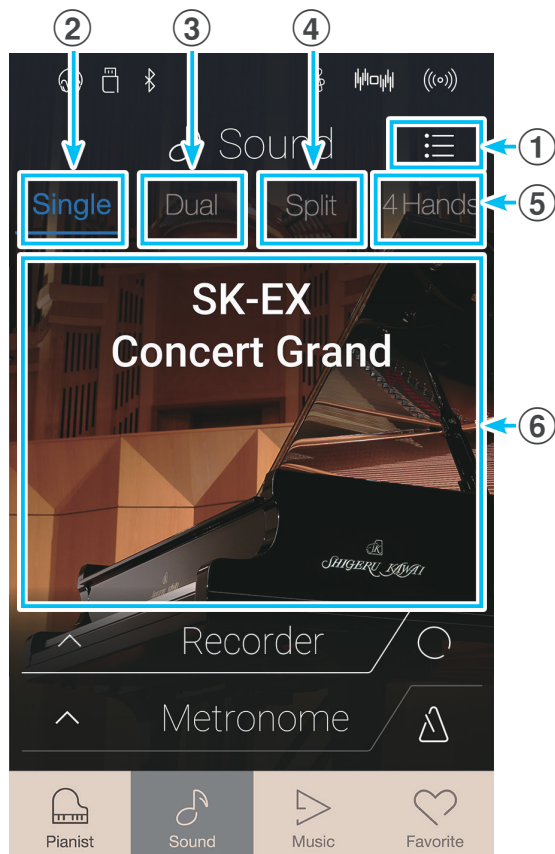 ② ③ ④
Sound
①
Single Dual Split 4 Hands
⑤
SK-EX
Concert Grand
⑥
SK
SHIGERU KAWAI
Recorder
Metronome
Pianist Sound Music Favorite